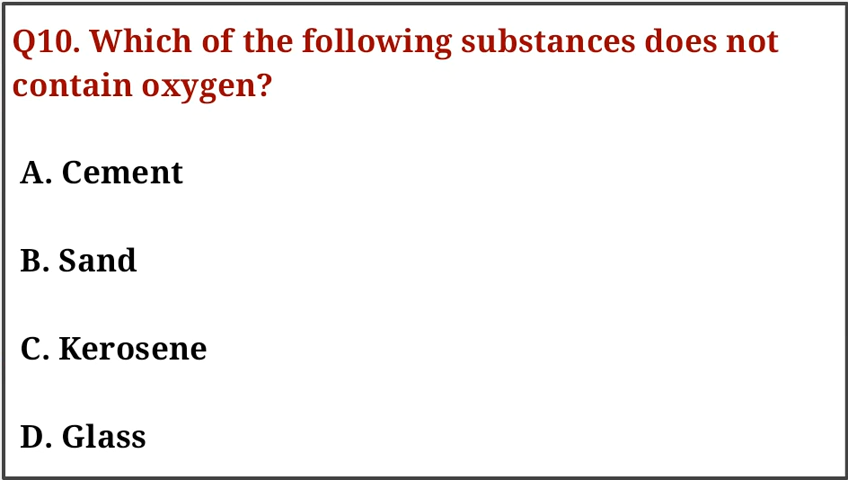 Q10. Which of the following substances does not
contain oxygen?
A. Cement
B. Sand
C. Kerosene
D. Glass